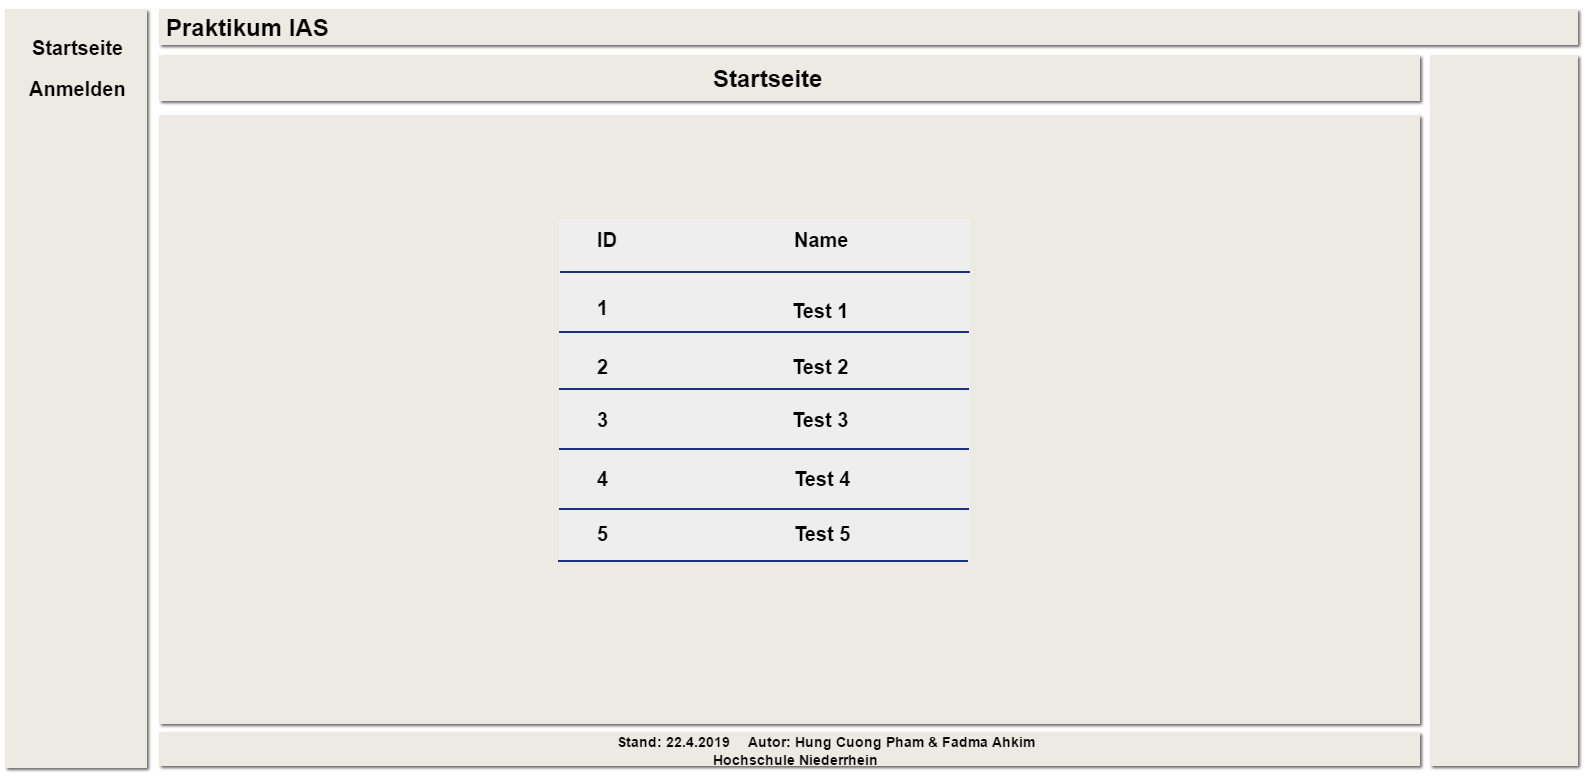 Praktikum IAS
Startseite
Anmelden
Startseite
ID Name
1 Test 1
2 Test 2
3 Test 3
4 Test 4
5 Test 5
Stand: 22.4.2019 Autor: Hung Cuong Pham & Fadma Ahkim
Hochschule Niederrhein